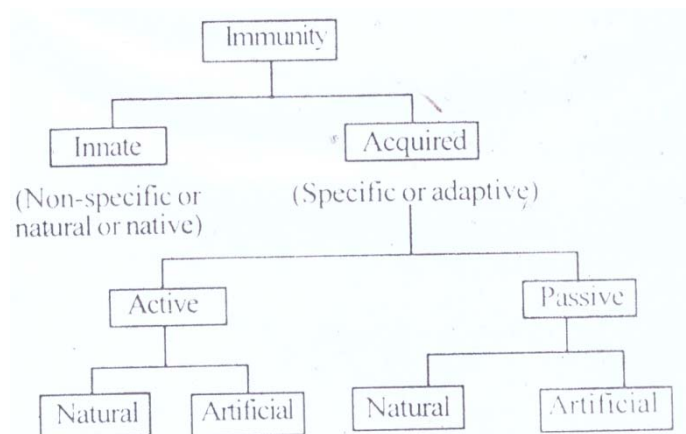 Immunity
Innate
Acquired
(Non-specific or
natural or native)
(Specific or adaptive)
Active
Passive
Natural
Artificial
Natural
Artificial